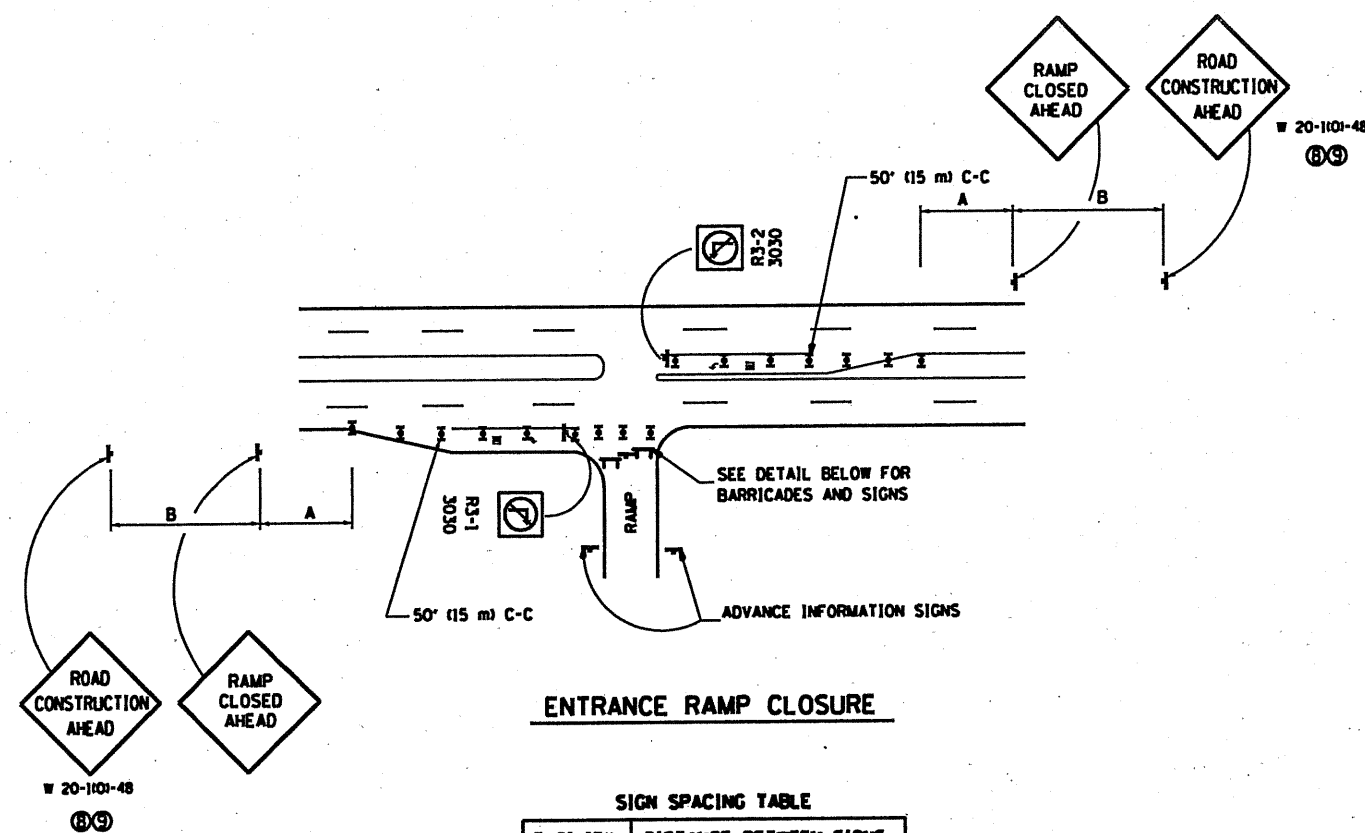 RAMP
CLOSED
AHEAD
ROAD
CONSTRUCTION
AHEAD
W 20-1(O)-48
⑧⑨
50' (15 m) C-C
A
B
R3-2
3030
SEE DETAIL BELOW FOR
BARRICADES AND SIGNS
RAMP
B
A
R3-1
3030
50' (15 m) C-C
ADVANCE INFORMATION SIGNS
ROAD
CONSTRUCTION
AHEAD
RAMP
CLOSED
AHEAD
W 20-1(O)-48
⑧⑨
ENTRANCE RAMP CLOSURE
SIGN SPACING TABLE
DISTANCE BETWEEN SIGNS